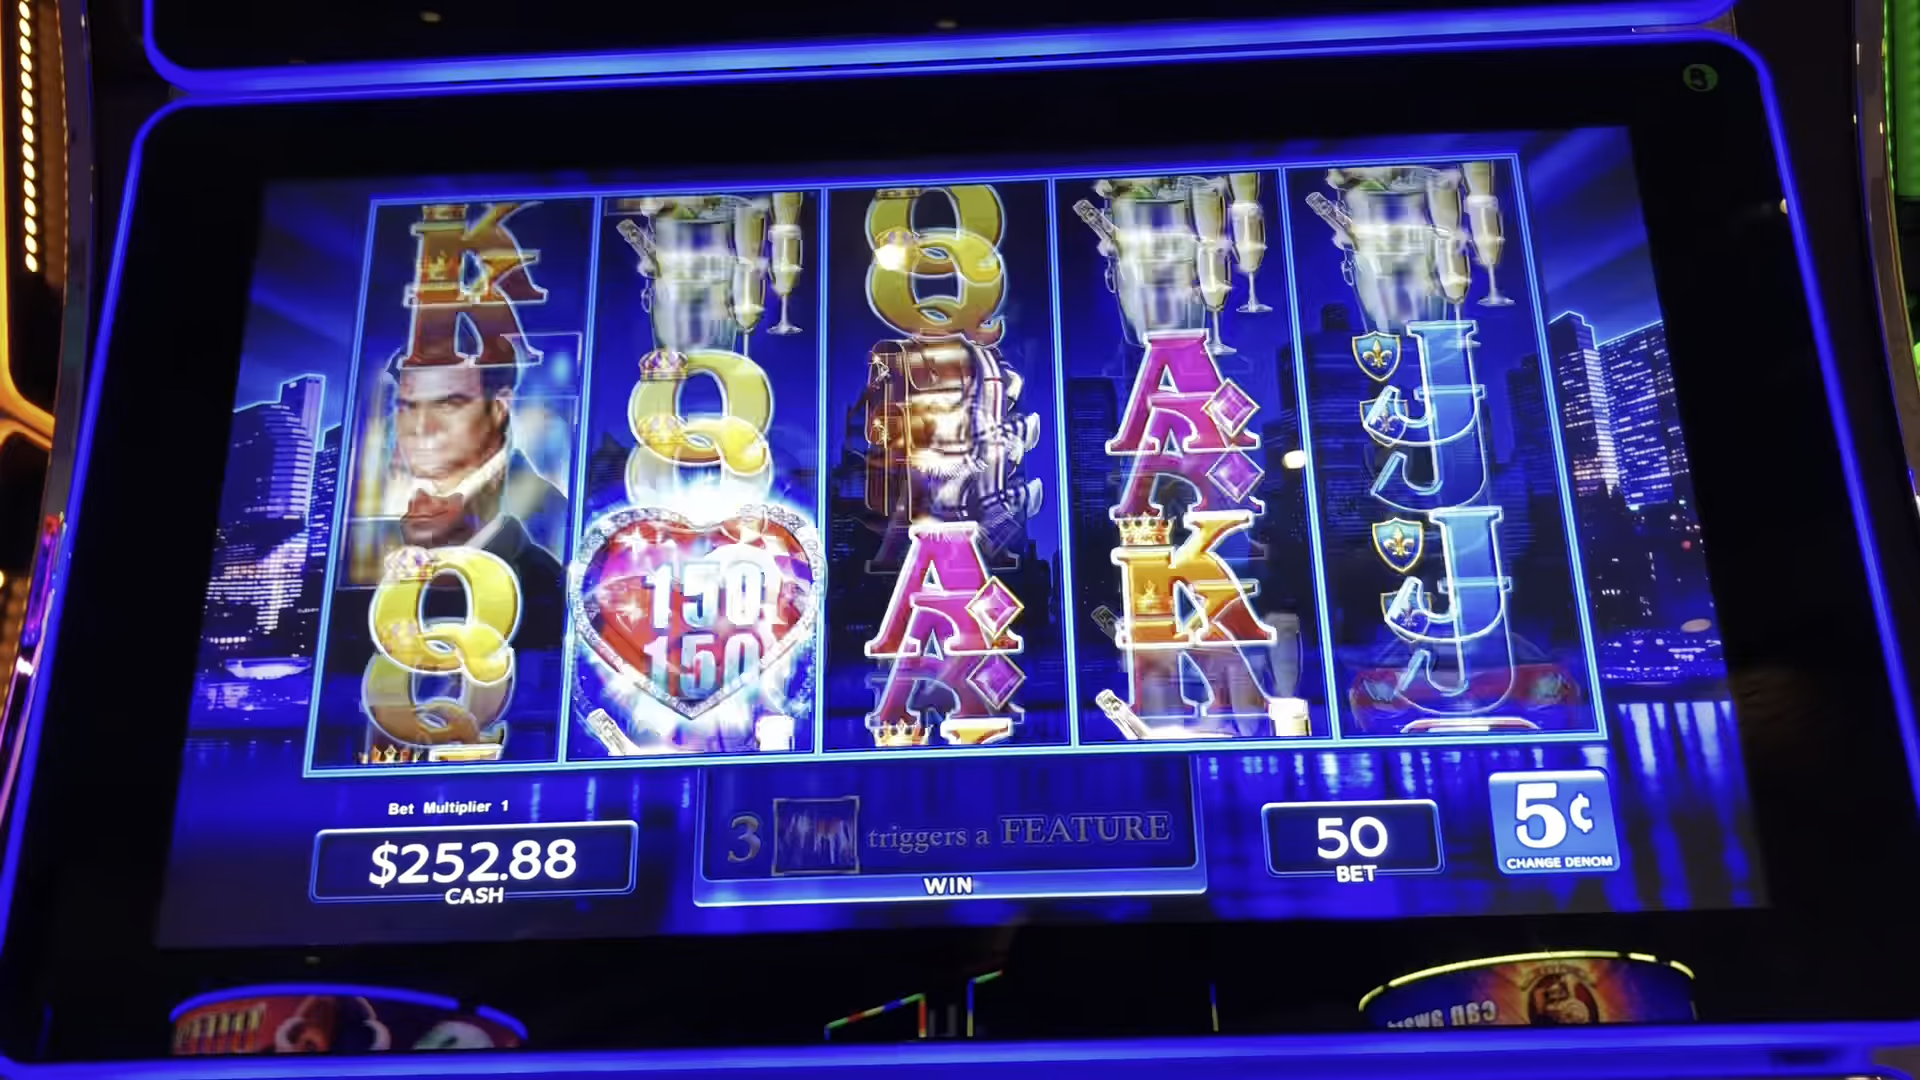 K
K
Q
Q
Q
Q
150
150
Q
Q
A
A
A
A
K
K
J
J
J
J
Bet Multiplier 1
$252.88
CASH
3 triggers a FEATURE
WIN
50
BET
5¢
CHANGE DENOM